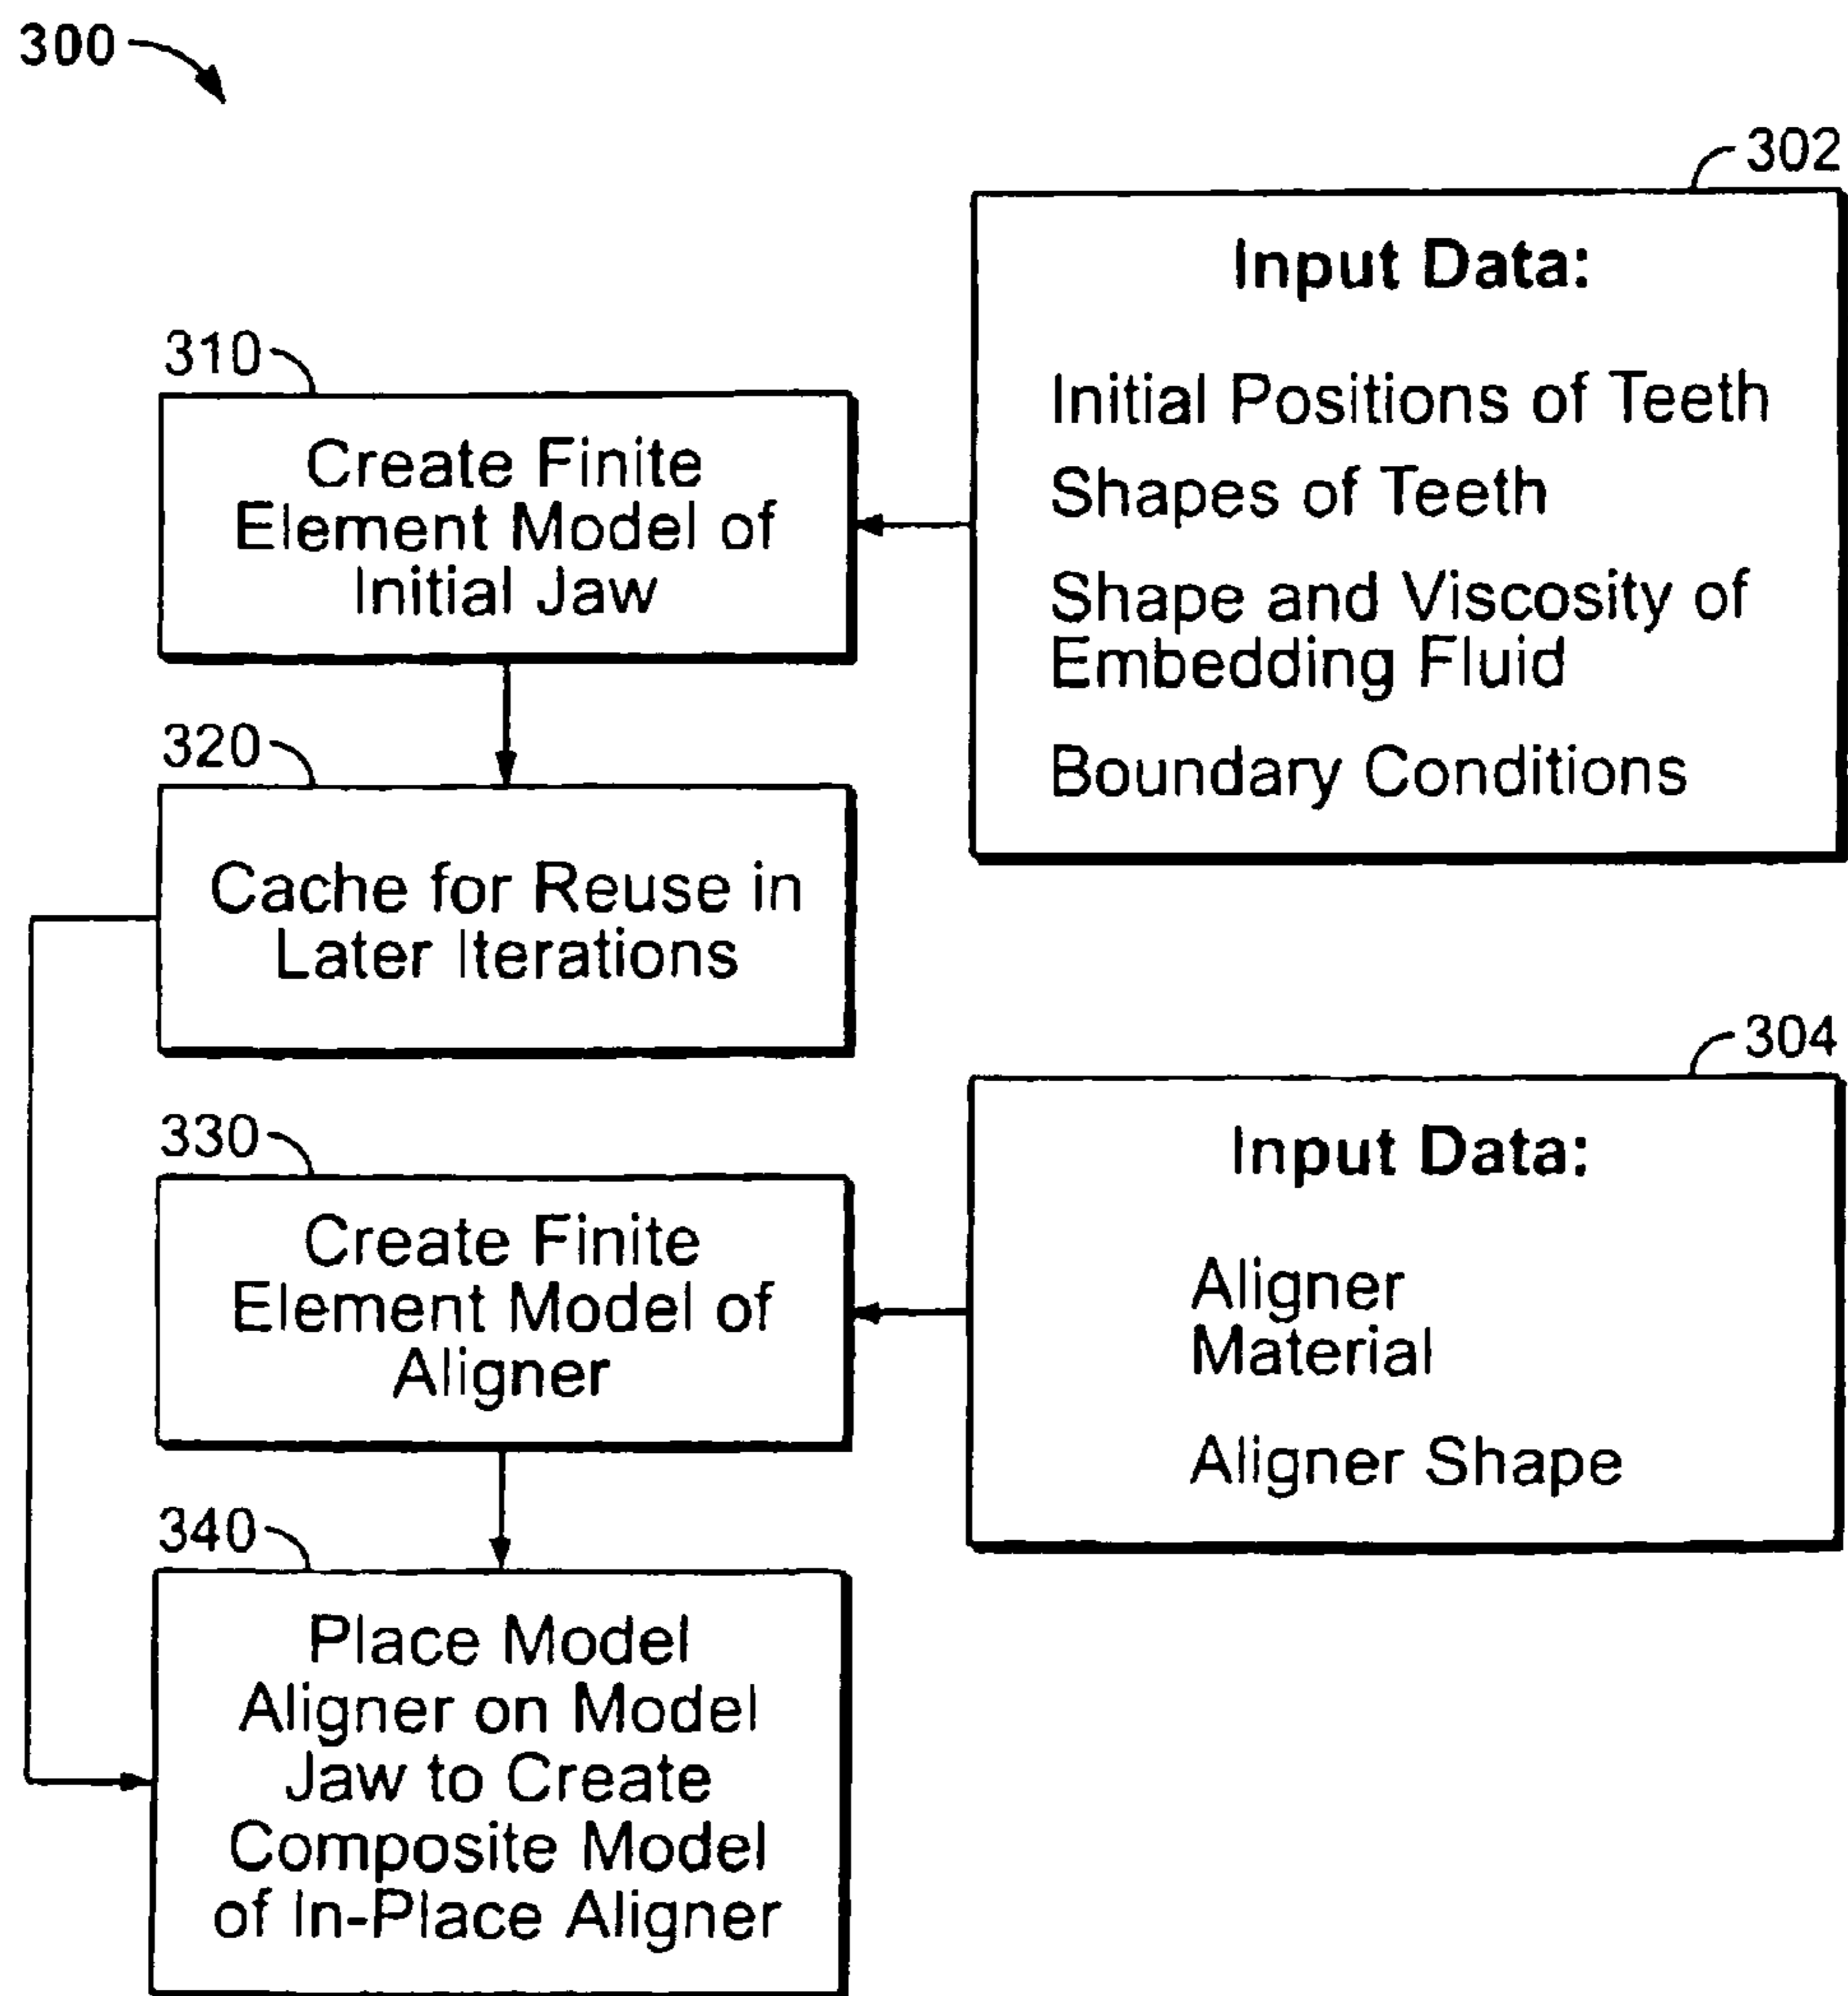 300
302
Input Data:
Initial Positions of Teeth
Shapes of Teeth
Shape and Viscosity of
Embedding Fluid
Boundary Conditions
310
Create Finite
Element Model of
Initial Jaw
320
Cache for Reuse in
Later Iterations
304
Input Data:
Aligner
Material
Aligner Shape
330
Create Finite
Element Model of
Aligner
340
Place Model
Aligner on Model
Jaw to Create
Composite Model
of In-Place Aligner